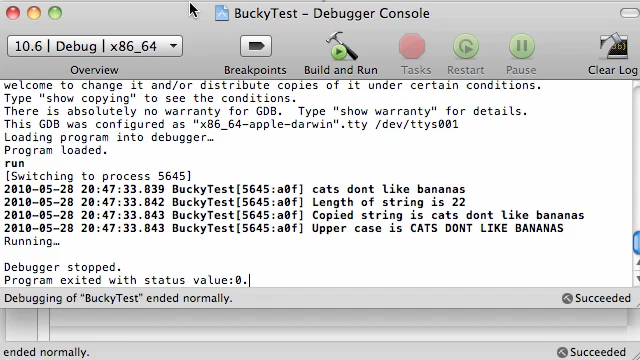 BuckyTest – Debugger Console
10.6 | Debug | x86_64
Overview
Breakpoints
Build and Run
Tasks
Restart
Pause
Clear Log
welcome to change it and/or distribute copies of it under certain conditions.
Type "show copying" to see the conditions.
There is absolutely no warranty for GDB.  Type "show warranty" for details.
This GDB was configured as "x86_64-apple-darwin".tty /dev/ttys001
Loading program into debugger…
Program loaded.
run
[Switching to process 5645]
2010-05-28 20:47:33.839 BuckyTest[5645:a0f] cats dont like bananas
2010-05-28 20:47:33.842 BuckyTest[5645:a0f] Length of string is 22
2010-05-28 20:47:33.843 BuckyTest[5645:a0f] Copied string is cats dont like bananas
2010-05-28 20:47:33.843 BuckyTest[5645:a0f] Upper case is CATS DONT LIKE BANANAS
Running…
Debugger stopped.
Program exited with status value:0.
Debugging of "BuckyTest" ended normally.
Succeeded
ended normally.
Succeeded